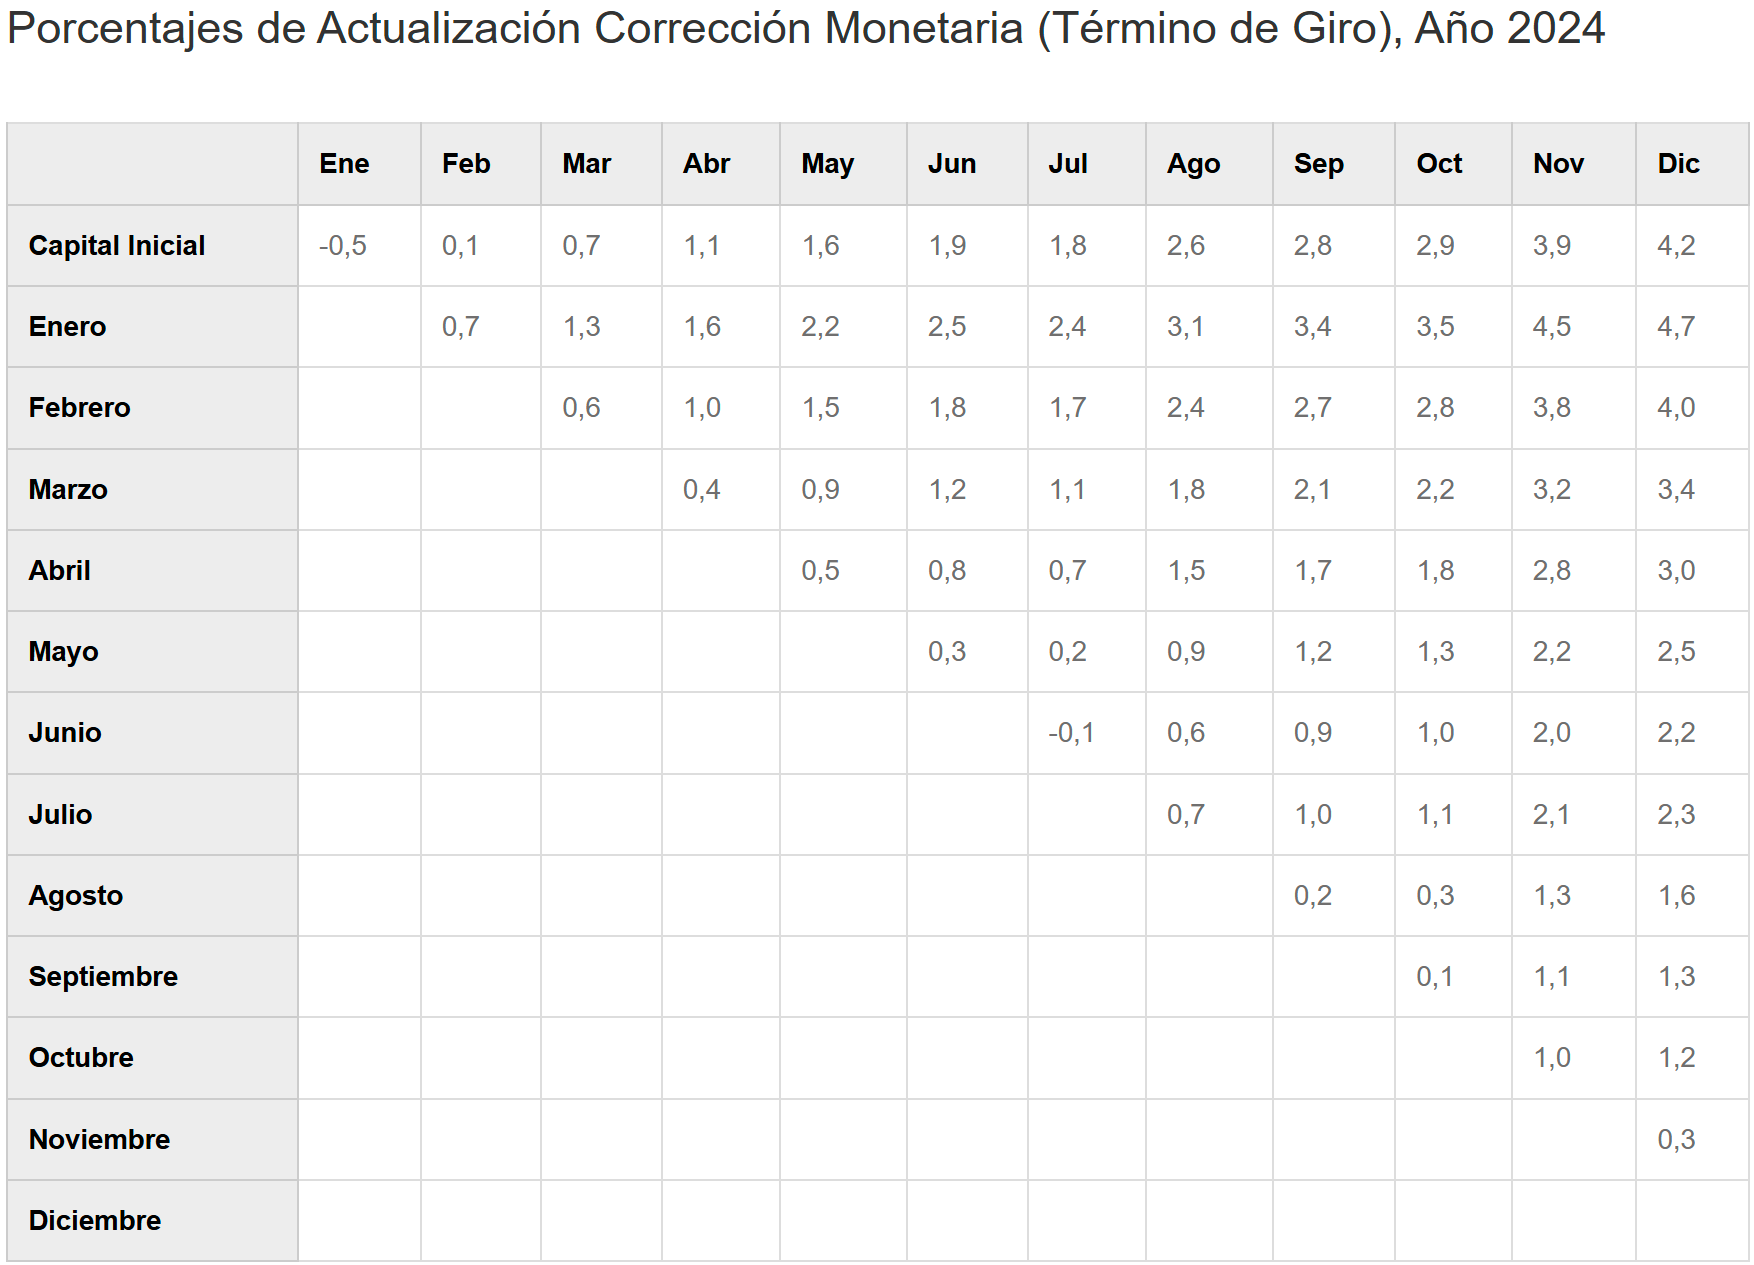 Porcentajes de Actualización Corrección Monetaria (Término de Giro), Año 2024
Ene Feb Mar Abr May Jun Jul Ago Sep Oct Nov Dic
Capital Inicial -0,5 0,1 0,7 1,1 1,6 1,9 1,8 2,6 2,8 2,9 3,9 4,2
Enero 0,7 1,3 1,6 2,2 2,5 2,4 3,1 3,4 3,5 4,5 4,7
Febrero 0,6 1,0 1,5 1,8 1,7 2,4 2,7 2,8 3,8 4,0
Marzo 0,4 0,9 1,2 1,1 1,8 2,1 2,2 3,2 3,4
Abril 0,5 0,8 0,7 1,5 1,7 1,8 2,8 3,0
Mayo 0,3 0,2 0,9 1,2 1,3 2,2 2,5
Junio -0,1 0,6 0,9 1,0 2,0 2,2
Julio 0,7 1,0 1,1 2,1 2,3
Agosto 0,2 0,3 1,3 1,6
Septiembre 0,1 1,1 1,3
Octubre 1,0 1,2
Noviembre 0,3
Diciembre